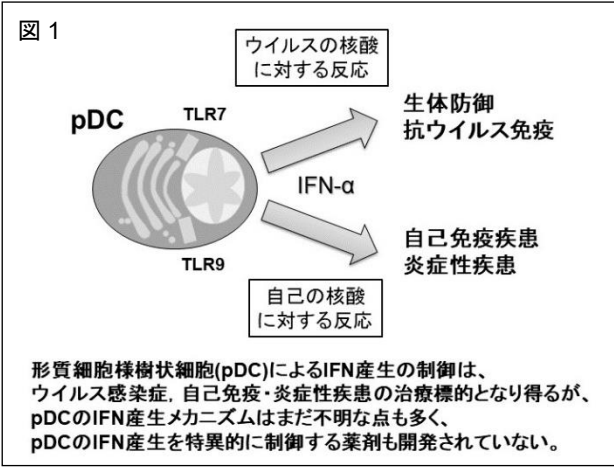 図 1
ウイルスの核酸
に対する反応
pDC
TLR7
生体防御
抗ウイルス免疫
IFN-α
TLR9
自己免疫疾患
炎症性疾患
自己の核酸
に対する反応
形質細胞様樹状細胞(pDC)によるIFN産生の制御は、
ウイルス感染症, 自己免疫・炎症性疾患の治療標的となり得るが、
pDCのIFN産生メカニズムはまだ不明な点も多く、
pDCのIFN産生を特異的に制御する薬剤も開発されていない。